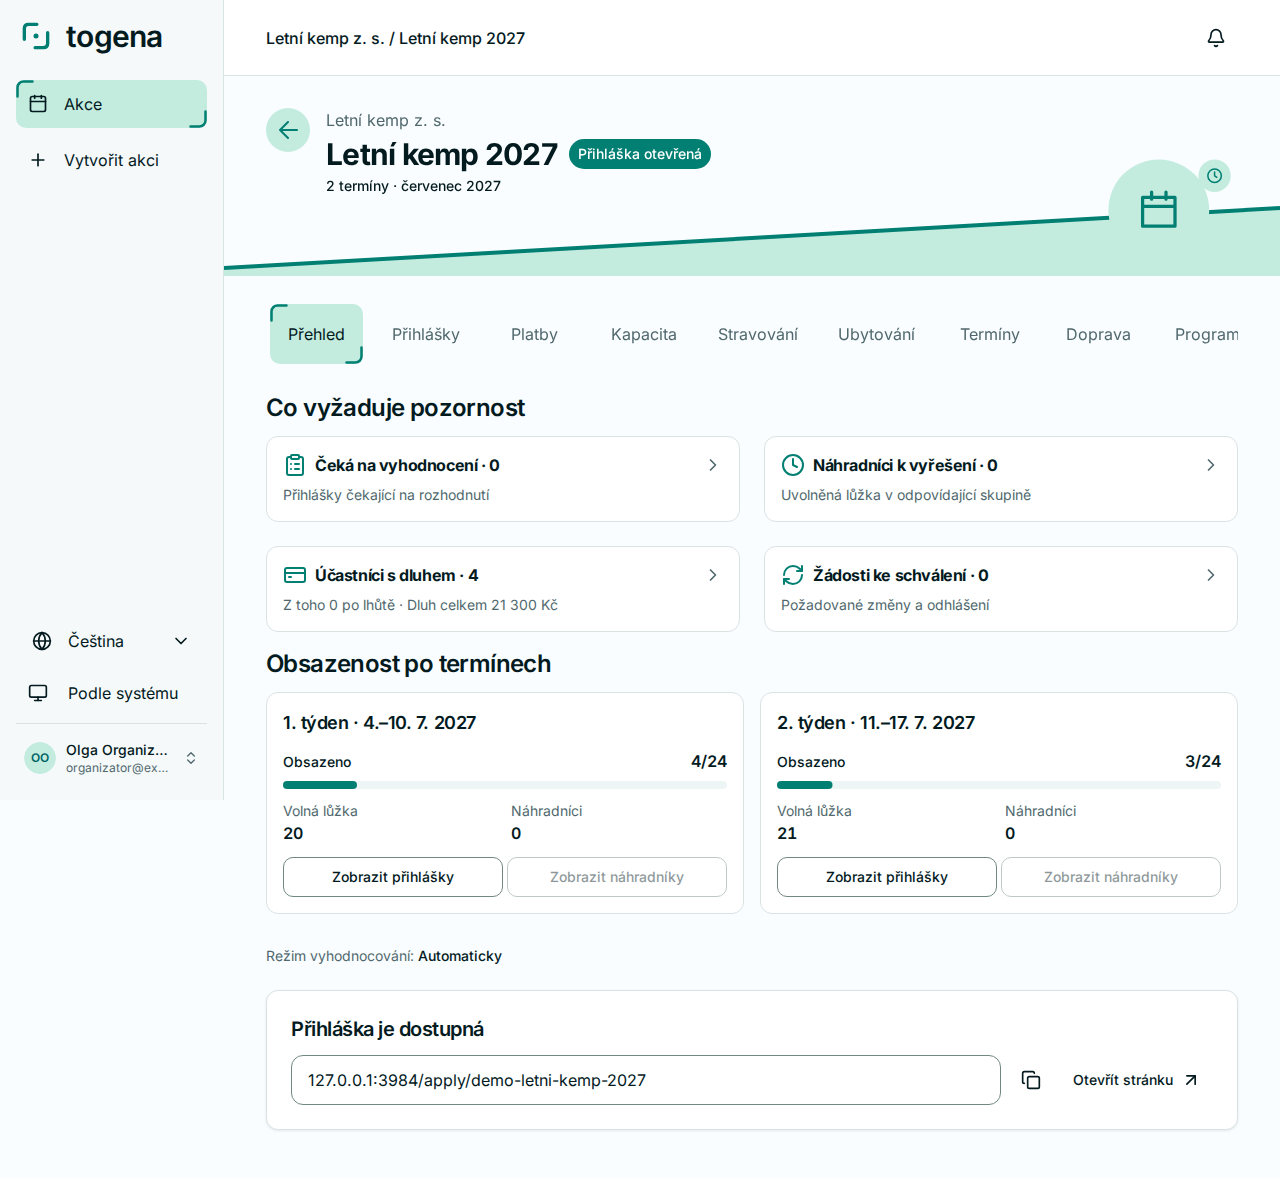 togena
Akce
Vytvořit akci
Čeština
Podle systému
OO
Olga Organiz...
organizator@ex...
Letní kemp z. s. / Letní kemp 2027
Letní kemp z. s.
Letní kemp 2027
Přihláška otevřená
2 termíny · červenec 2027
Přehled
Přihlášky
Platby
Kapacita
Stravování
Ubytování
Termíny
Doprava
Program
Co vyžaduje pozornost
Čeká na vyhodnocení · 0
Přihlášky čekající na rozhodnutí
Náhradníci k vyřešení · 0
Uvolněná lůžka v odpovídající skupině
Účastníci s dluhem · 4
Z toho 0 po lhůtě · Dluh celkem 21 300 Kč
Žádosti ke schválení · 0
Požadované změny a odhlášení
Obsazenost po termínech
1. týden · 4.–10. 7. 2027
Obsazeno 4/24
Volná lůžka Náhradníci
20 0
Zobrazit přihlášky Zobrazit náhradníky
2. týden · 11.–17. 7. 2027
Obsazeno 3/24
Volná lůžka Náhradníci
21 0
Zobrazit přihlášky Zobrazit náhradníky
Režim vyhodnocování: Automaticky
Přihláška je dostupná
127.0.0.1:3984/apply/demo-letni-kemp-2027
Otevřít stránku